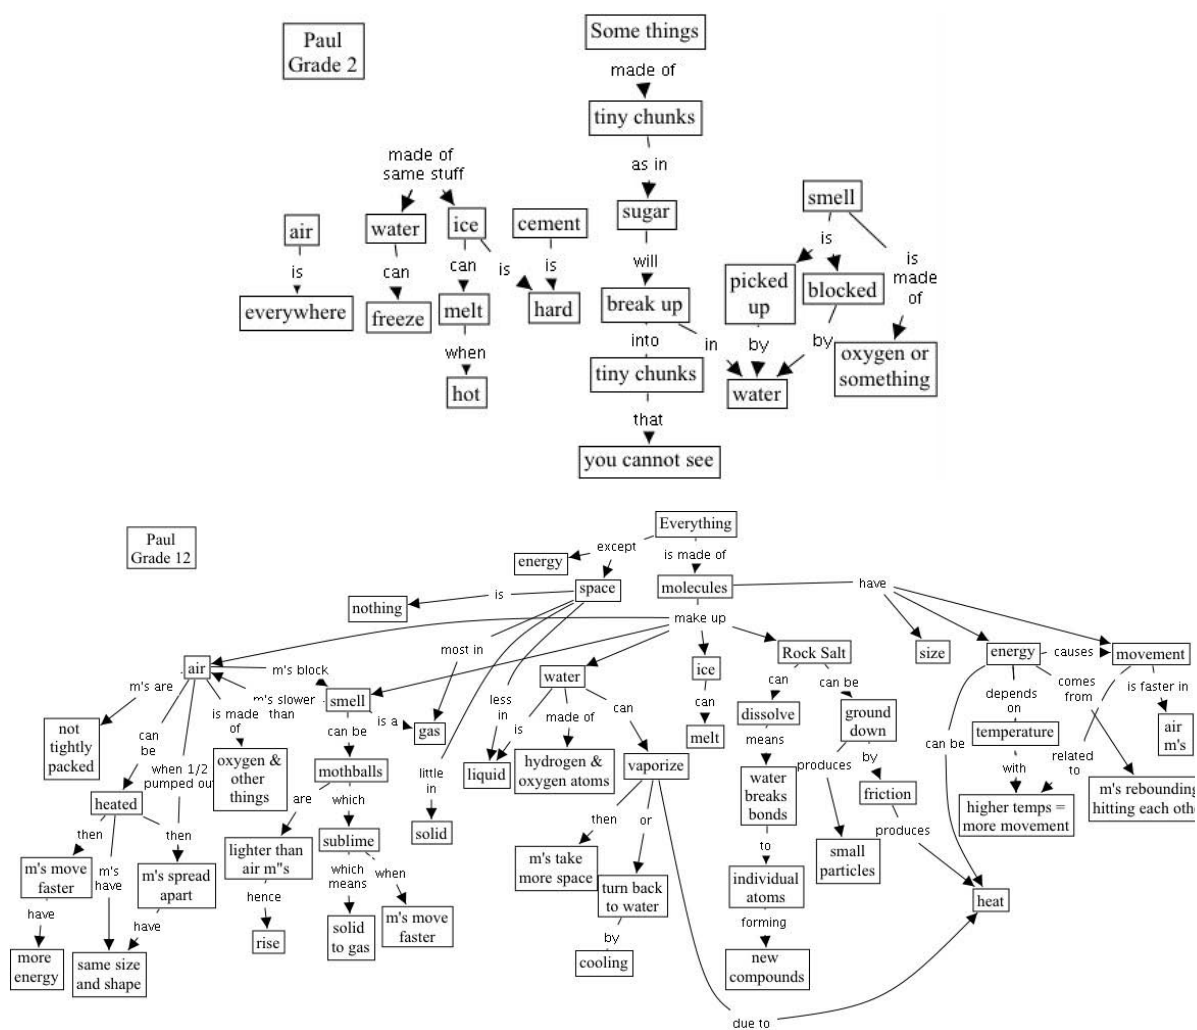 Paul
Grade 2
Some things
made of
tiny chunks
as in
made of
same stuff
smell
air
water
ice
cement
sugar
is
is
made
of
is
can
can
is
is
will
picked
up
blocked
everywhere
freeze
melt
hard
break up
when
into
in
by
by
oxygen or
something
hot
tiny chunks
water
that
you cannot see
Paul
Grade 12
Everything
except
is made of
energy
space
molecules
have
is
nothing
make up
most in
air
m's block
smell
water
ice
Rock Salt
size
energy
causes
movement
m's are
m's slower
than
is a
gas
less
in
is
made of
can
can
can
can be
depends
on
comes
from
is faster in
not
tightly
packed
can
be
when 1/2
pumped out
is made
of
oxygen &
other
things
can be
mothballs
liquid
hydrogen &
oxygen atoms
vaporize
melt
dissolve
means
ground
down
by
can be
temperature
with
related
to
air
m's
heated
are
which
little
in
water
breaks
bonds
produces
friction
higher temps =
more movement
m's rebounding
hitting each othe
then
m's
have
then
lighter than
air m"s
sublime
solid
then
or
to
small
particles
produces
m's move
faster
m's spread
apart
hence
which
means
when
m's take
more space
turn back
to water
individual
atoms
heat
have
have
rise
solid
to gas
m's move
faster
by
forming
more
energy
same size
and shape
cooling
new
compounds
due to